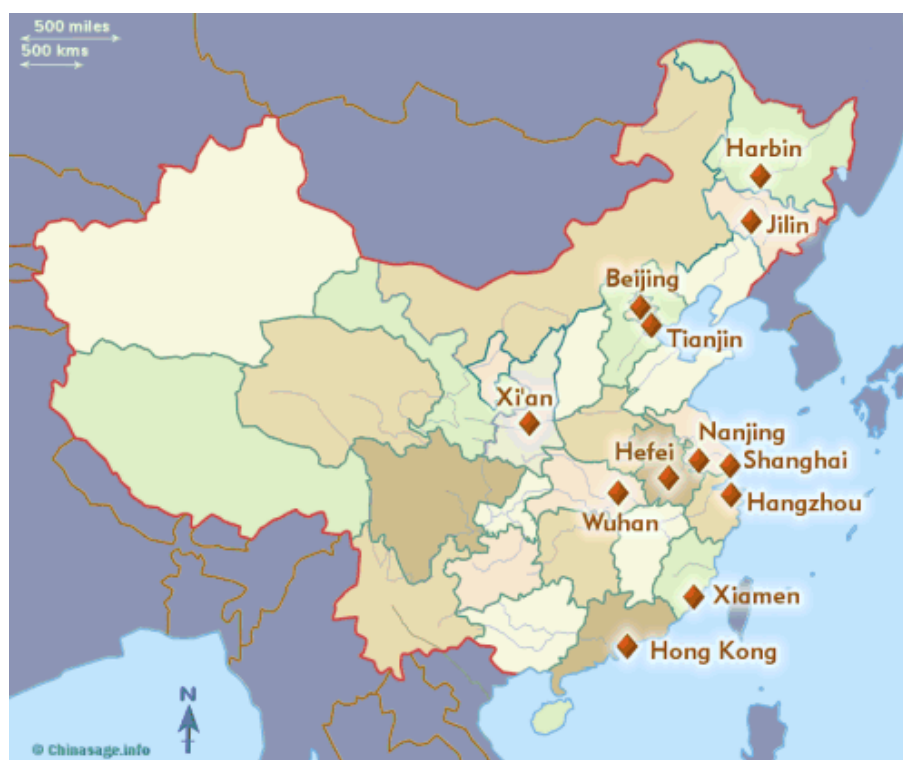 500 miles
500 kms
Harbin
Jilin
Beijing
Tianjin
Xi'an
Nanjing
Hefei
Shanghai
Hangzhou
Wuhan
Xiamen
Hong Kong
N
© Chinasage.info